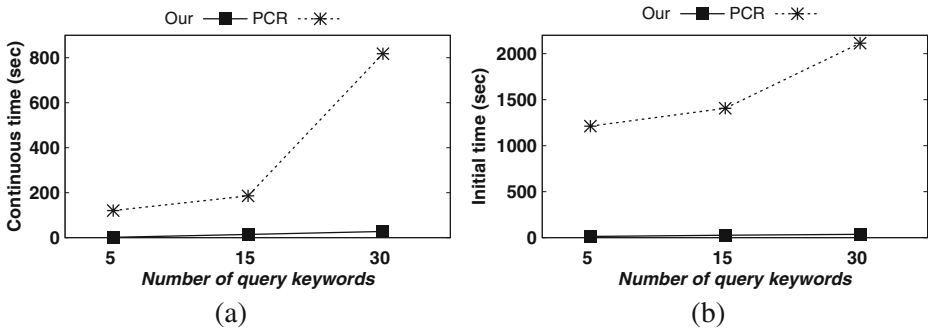 Our PCR
Continuous time (sec)
800
600
400
200
0
5 15 30
Number of query keywords
(a)
Our PCR
Initial time (sec)
2000
1500
1000
500
0
5 15 30
Number of query keywords
(b)